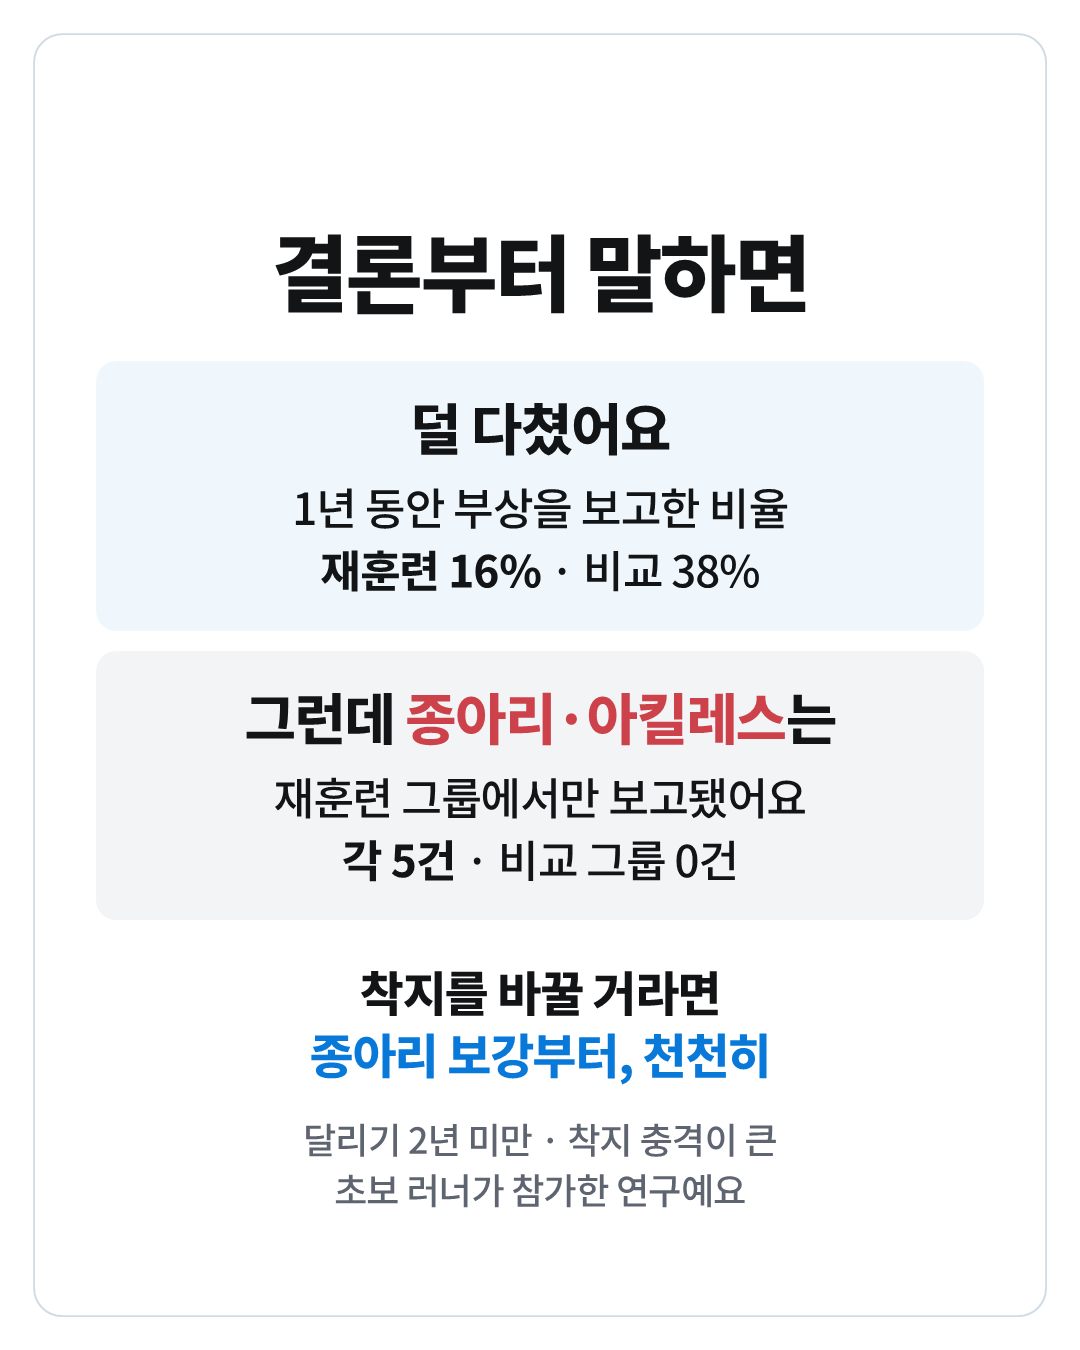 결론부터 말하면
덜 다쳤어요
1년 동안 부상을 보고한 비율
재훈련 16% · 비교 38%
그런데 종아리·아킬레스는
재훈련 그룹에서만 보고됐어요
각 5건 · 비교 그룹 0건
착지를 바꿀 거라면
종아리 보강부터, 천천히
달리기 2년 미만 · 착지 충격이 큰
초보 러너가 참가한 연구예요